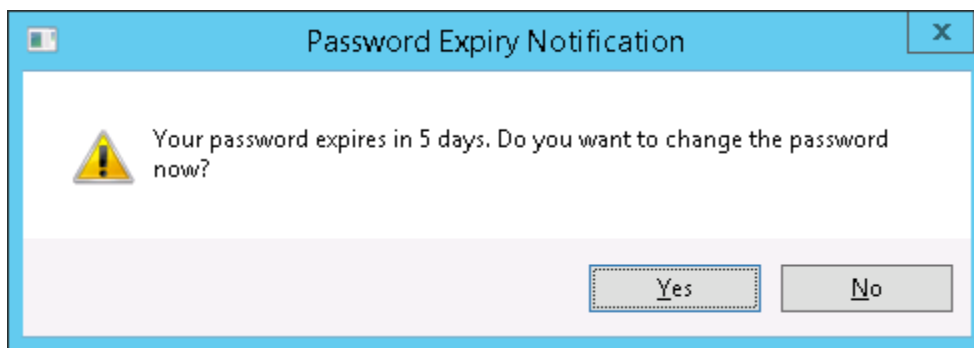 Password Expiry Notification
x
Your password expires in 5 days. Do you want to change the password
now?
Yes
No